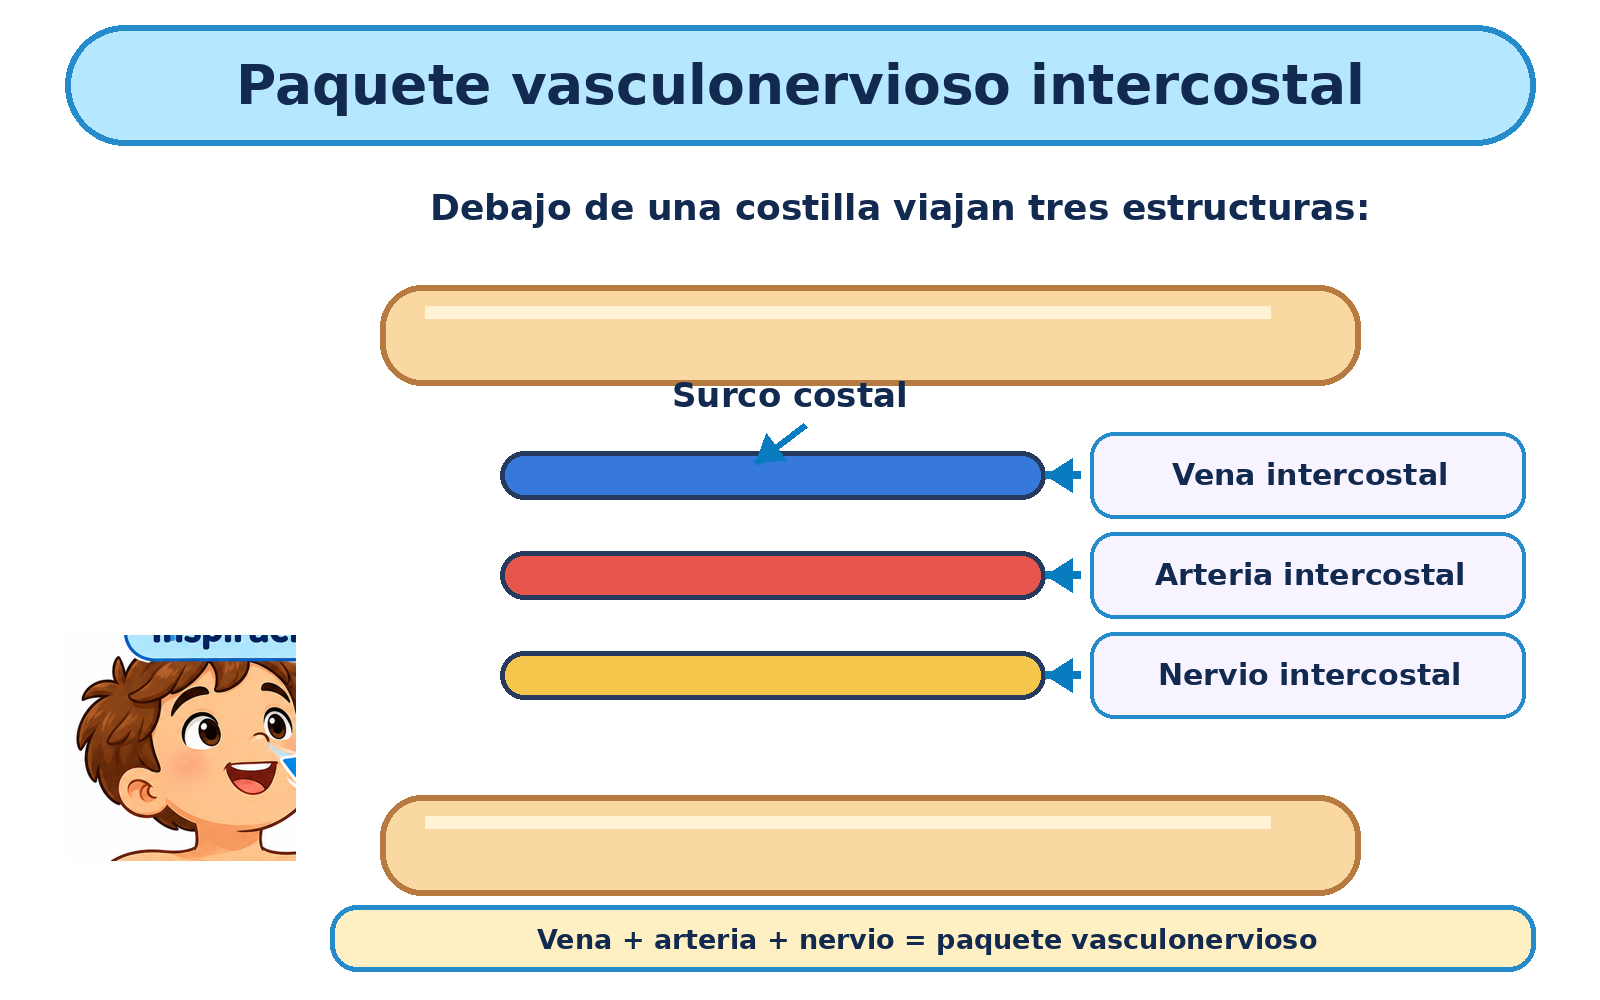 Paquete vasculonervioso intercostal
Debajo de una costilla viajan tres estructuras:
Surco costal
Vena intercostal
Arteria intercostal
Nervio intercostal
Vena + arteria + nervio = paquete vasculonervioso